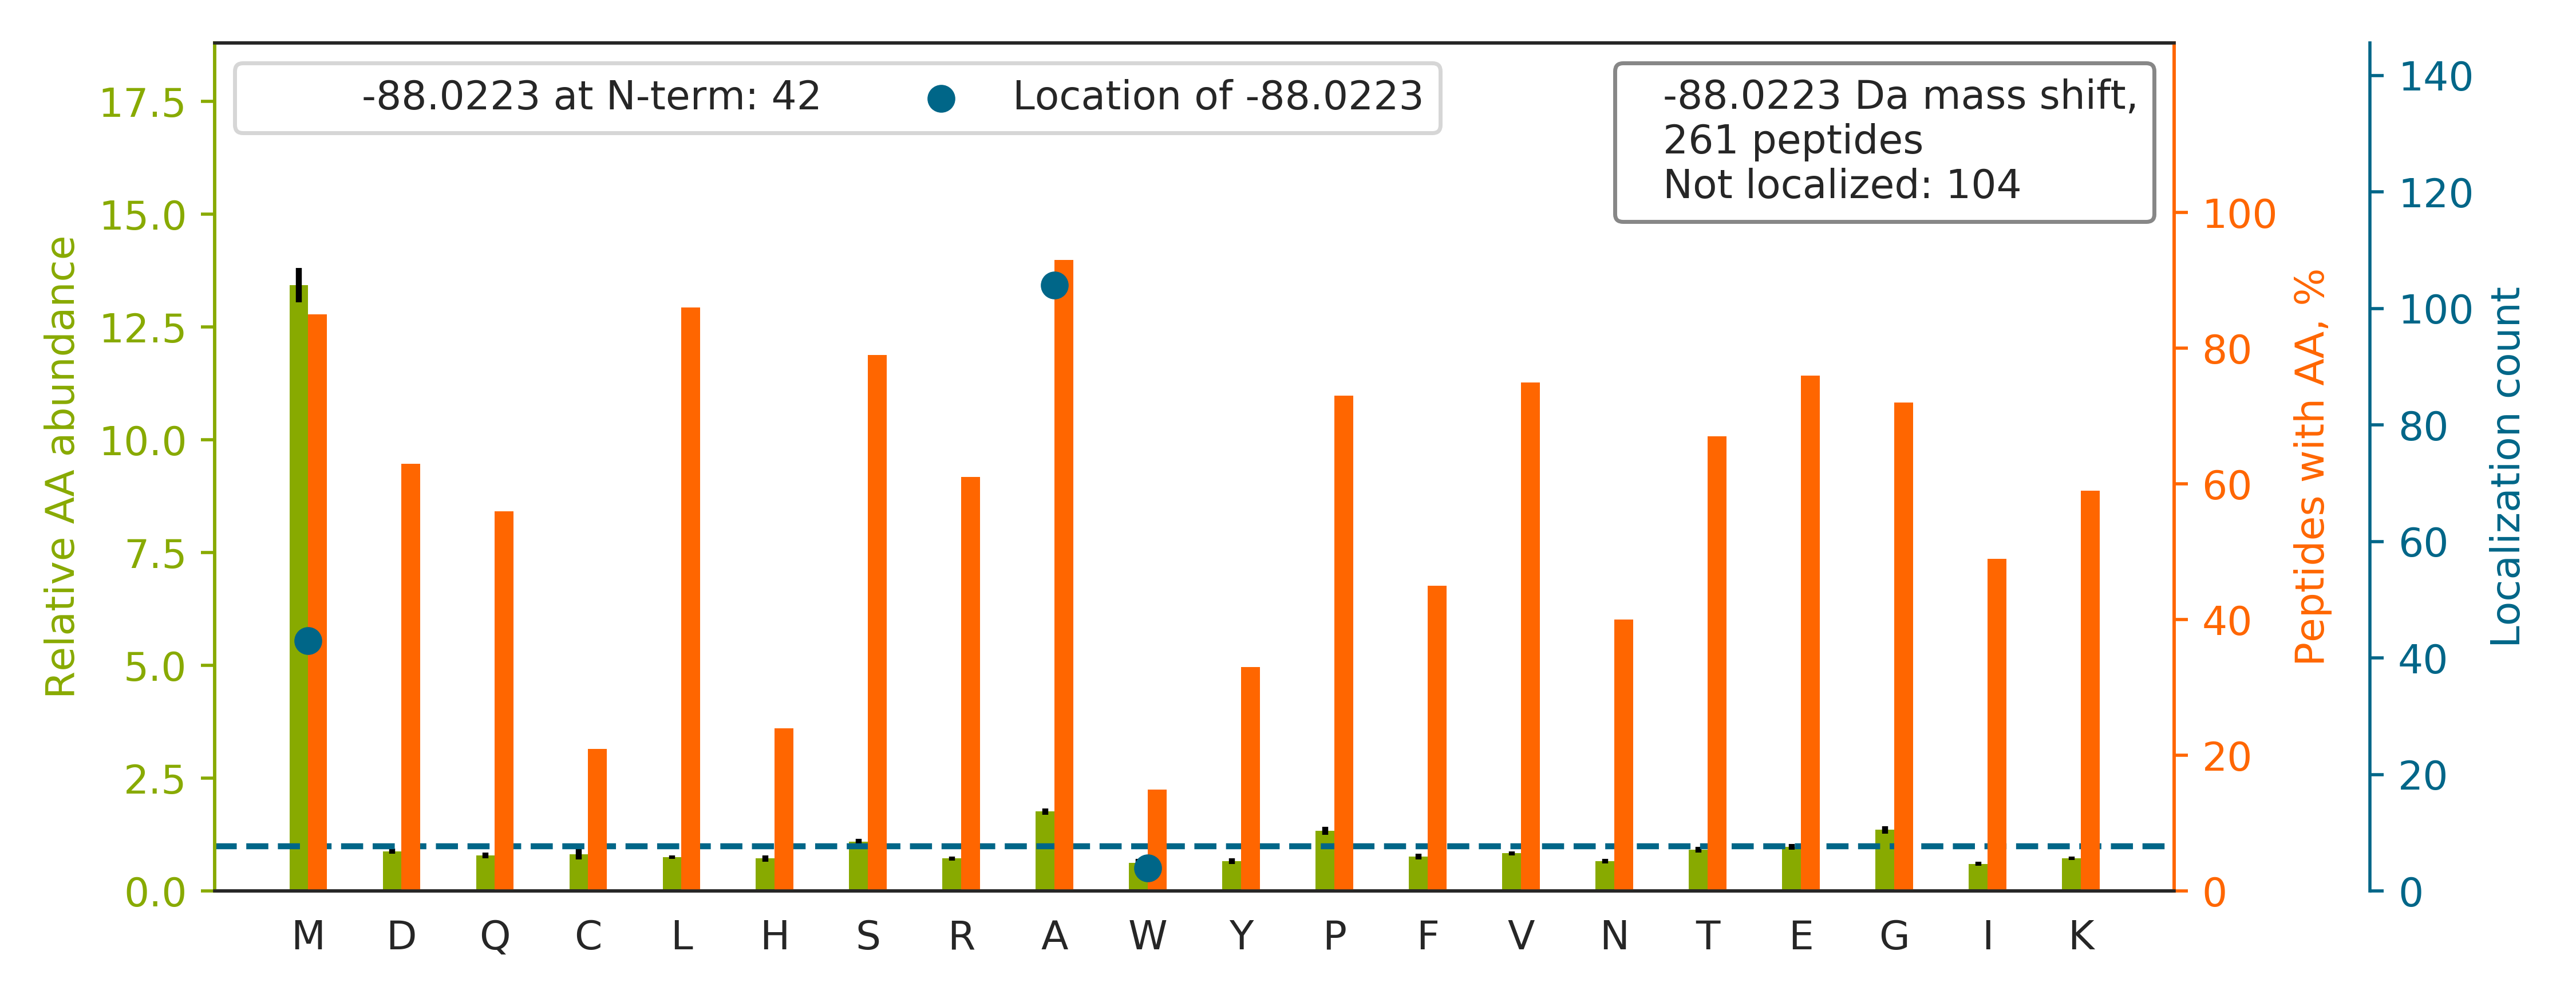 -88.0223 at N-term: 42
Location of -88.0223
-88.0223 Da mass shift,
261 peptides
Not localized: 104
Relative AA abundance
17.5
15.0
12.5
10.0
7.5
5.0
2.5
0.0
M D Q C L H S R A W Y P F V N T E G I K
100
80
60
40
20
0
Peptides with AA, %
140
120
100
80
60
40
20
0
Localization count